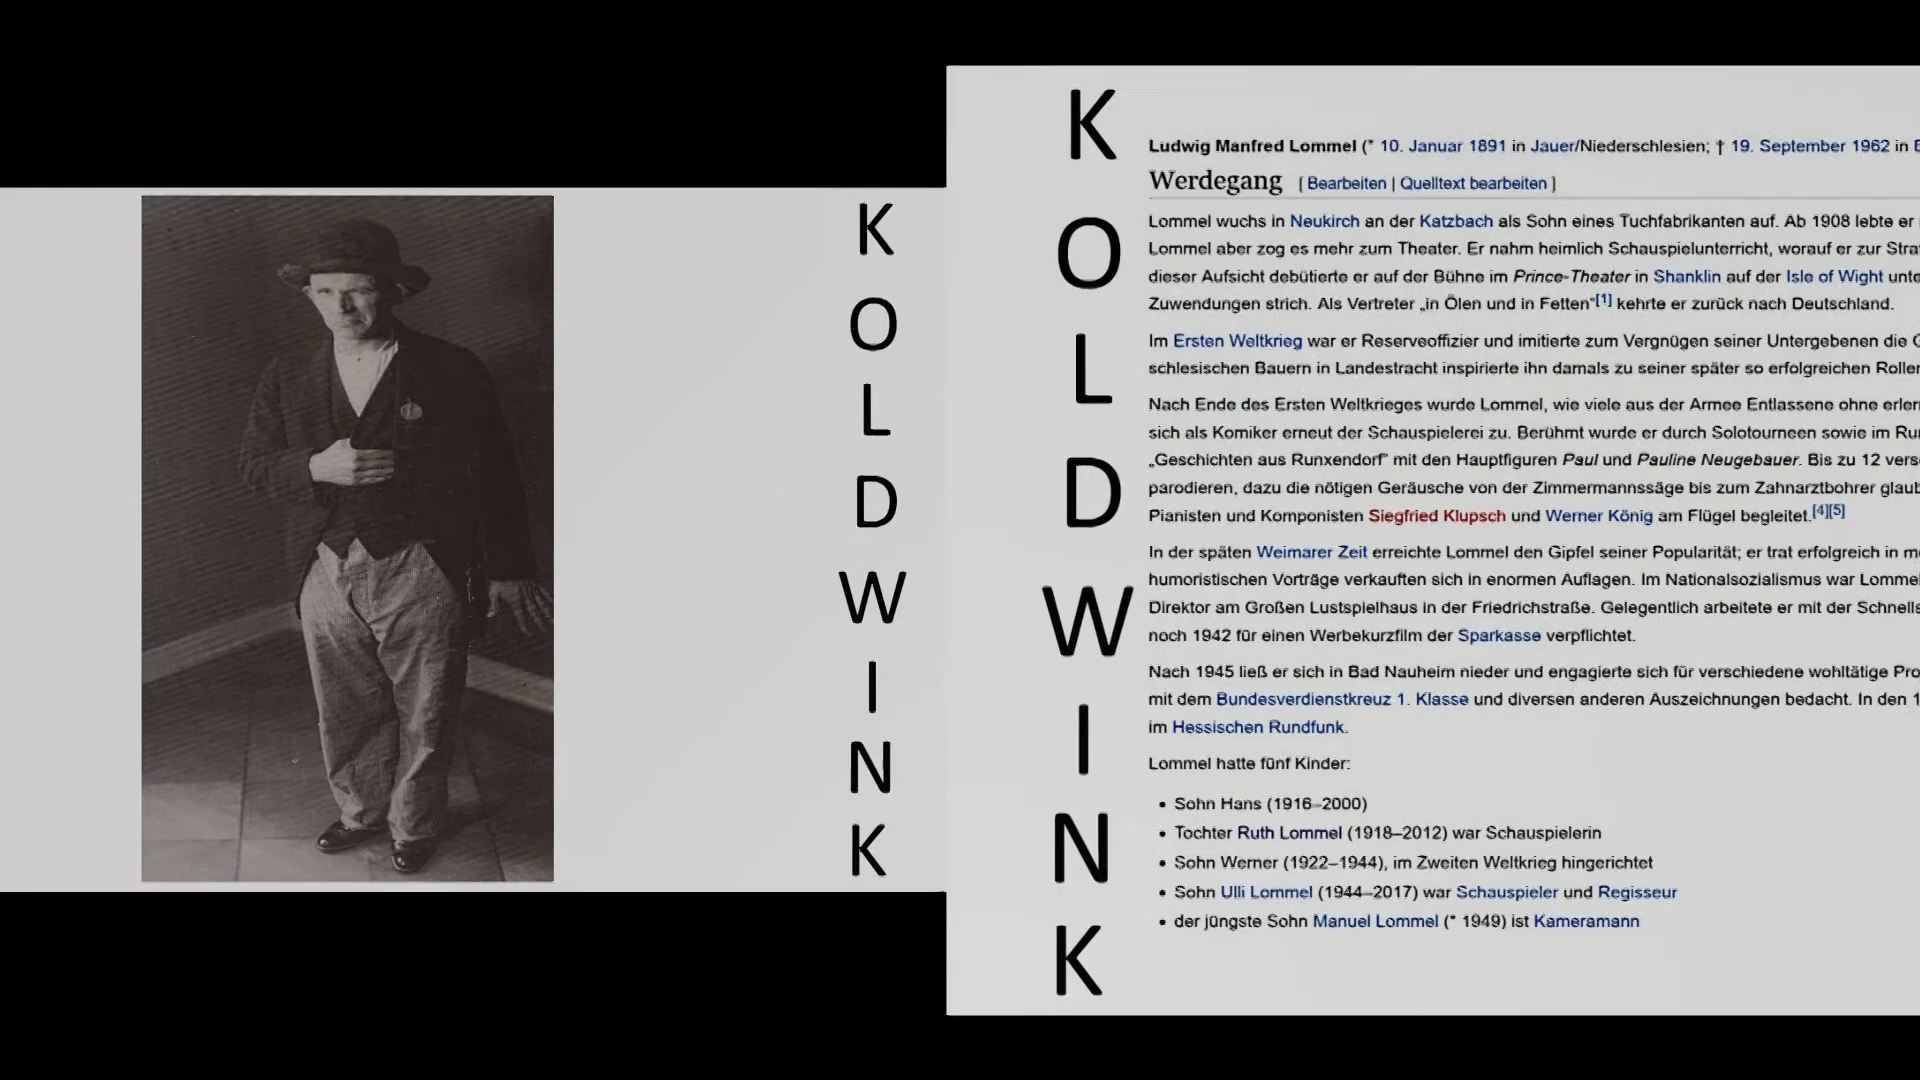 K
O
L
D
W
I
N
K
K
O
L
D
W
I
N
K
Ludwig Manfred Lommel (* 10. Januar 1891 in Jauer/Niederschlesien; † 19. September 1962 in
Werdegang [ Bearbeiten | Quelltext bearbeiten ]
Lommel wuchs in Neukirch an der Katzbach als Sohn eines Tuchfabrikanten auf. Ab 1908 lebte er
Lommel aber zog es mehr zum Theater. Er nahm heimlich Schauspielunterricht, worauf er zur
dieser Aufsicht debütierte er auf der Bühne im Prince-Theater in Shanklin auf der Isle of Wight
Zuwendungen strich. Als Vertreter „in Ölen und in Fetten"[1] kehrte er zurück nach Deutschland.
Im Ersten Weltkrieg war er Reserveoffizier und imitierte zum Vergnügen seiner Untergebenen die
schlesischen Bauern in Landestracht inspirierte ihn damals zu seiner später so erfolgreichen
Nach Ende des Ersten Weltkrieges wurde Lommel, wie viele aus der Armee Entlassene ohne
sich als Komiker erneut der Schauspielerei zu. Berühmt wurde er durch Solotourneen sowie im
„Geschichten aus Runxendorf" mit den Hauptfiguren Paul und Pauline Neugebauer. Bis zu 12
parodieren, dazu die nötigen Geräusche von der Zimmermannssäge bis zum Zahnarztbohrer
Pianisten und Komponisten Siegfried Klupsch und Werner König am Flügel begleitet.[4][5]
In der späten Weimarer Zeit erreichte Lommel den Gipfel seiner Popularität; er trat erfolgreich in
humoristischen Vorträge verkauften sich in enormen Auflagen. Im Nationalsozialismus war Lommel
Direktor am Großen Lustspielhaus in der Friedrichstraße. Gelegentlich arbeitete er mit der
noch 1942 für einen Werbekurzfilm der Sparkasse verpflichtet.
Nach 1945 ließ er sich in Bad Nauheim nieder und engagierte sich für verschiedene wohltätige
mit dem Bundesverdienstkreuz 1. Klasse und diversen anderen Auszeichnungen bedacht. In den
im Hessischen Rundfunk.
Lommel hatte fünf Kinder:
• Sohn Hans (1916–2000)
• Tochter Ruth Lommel (1918–2012) war Schauspielerin
• Sohn Werner (1922–1944), im Zweiten Weltkrieg hingerichtet
• Sohn Ulli Lommel (1944–2017) war Schauspieler und Regisseur
• der jüngste Sohn Manuel Lommel (* 1949) ist Kameramann